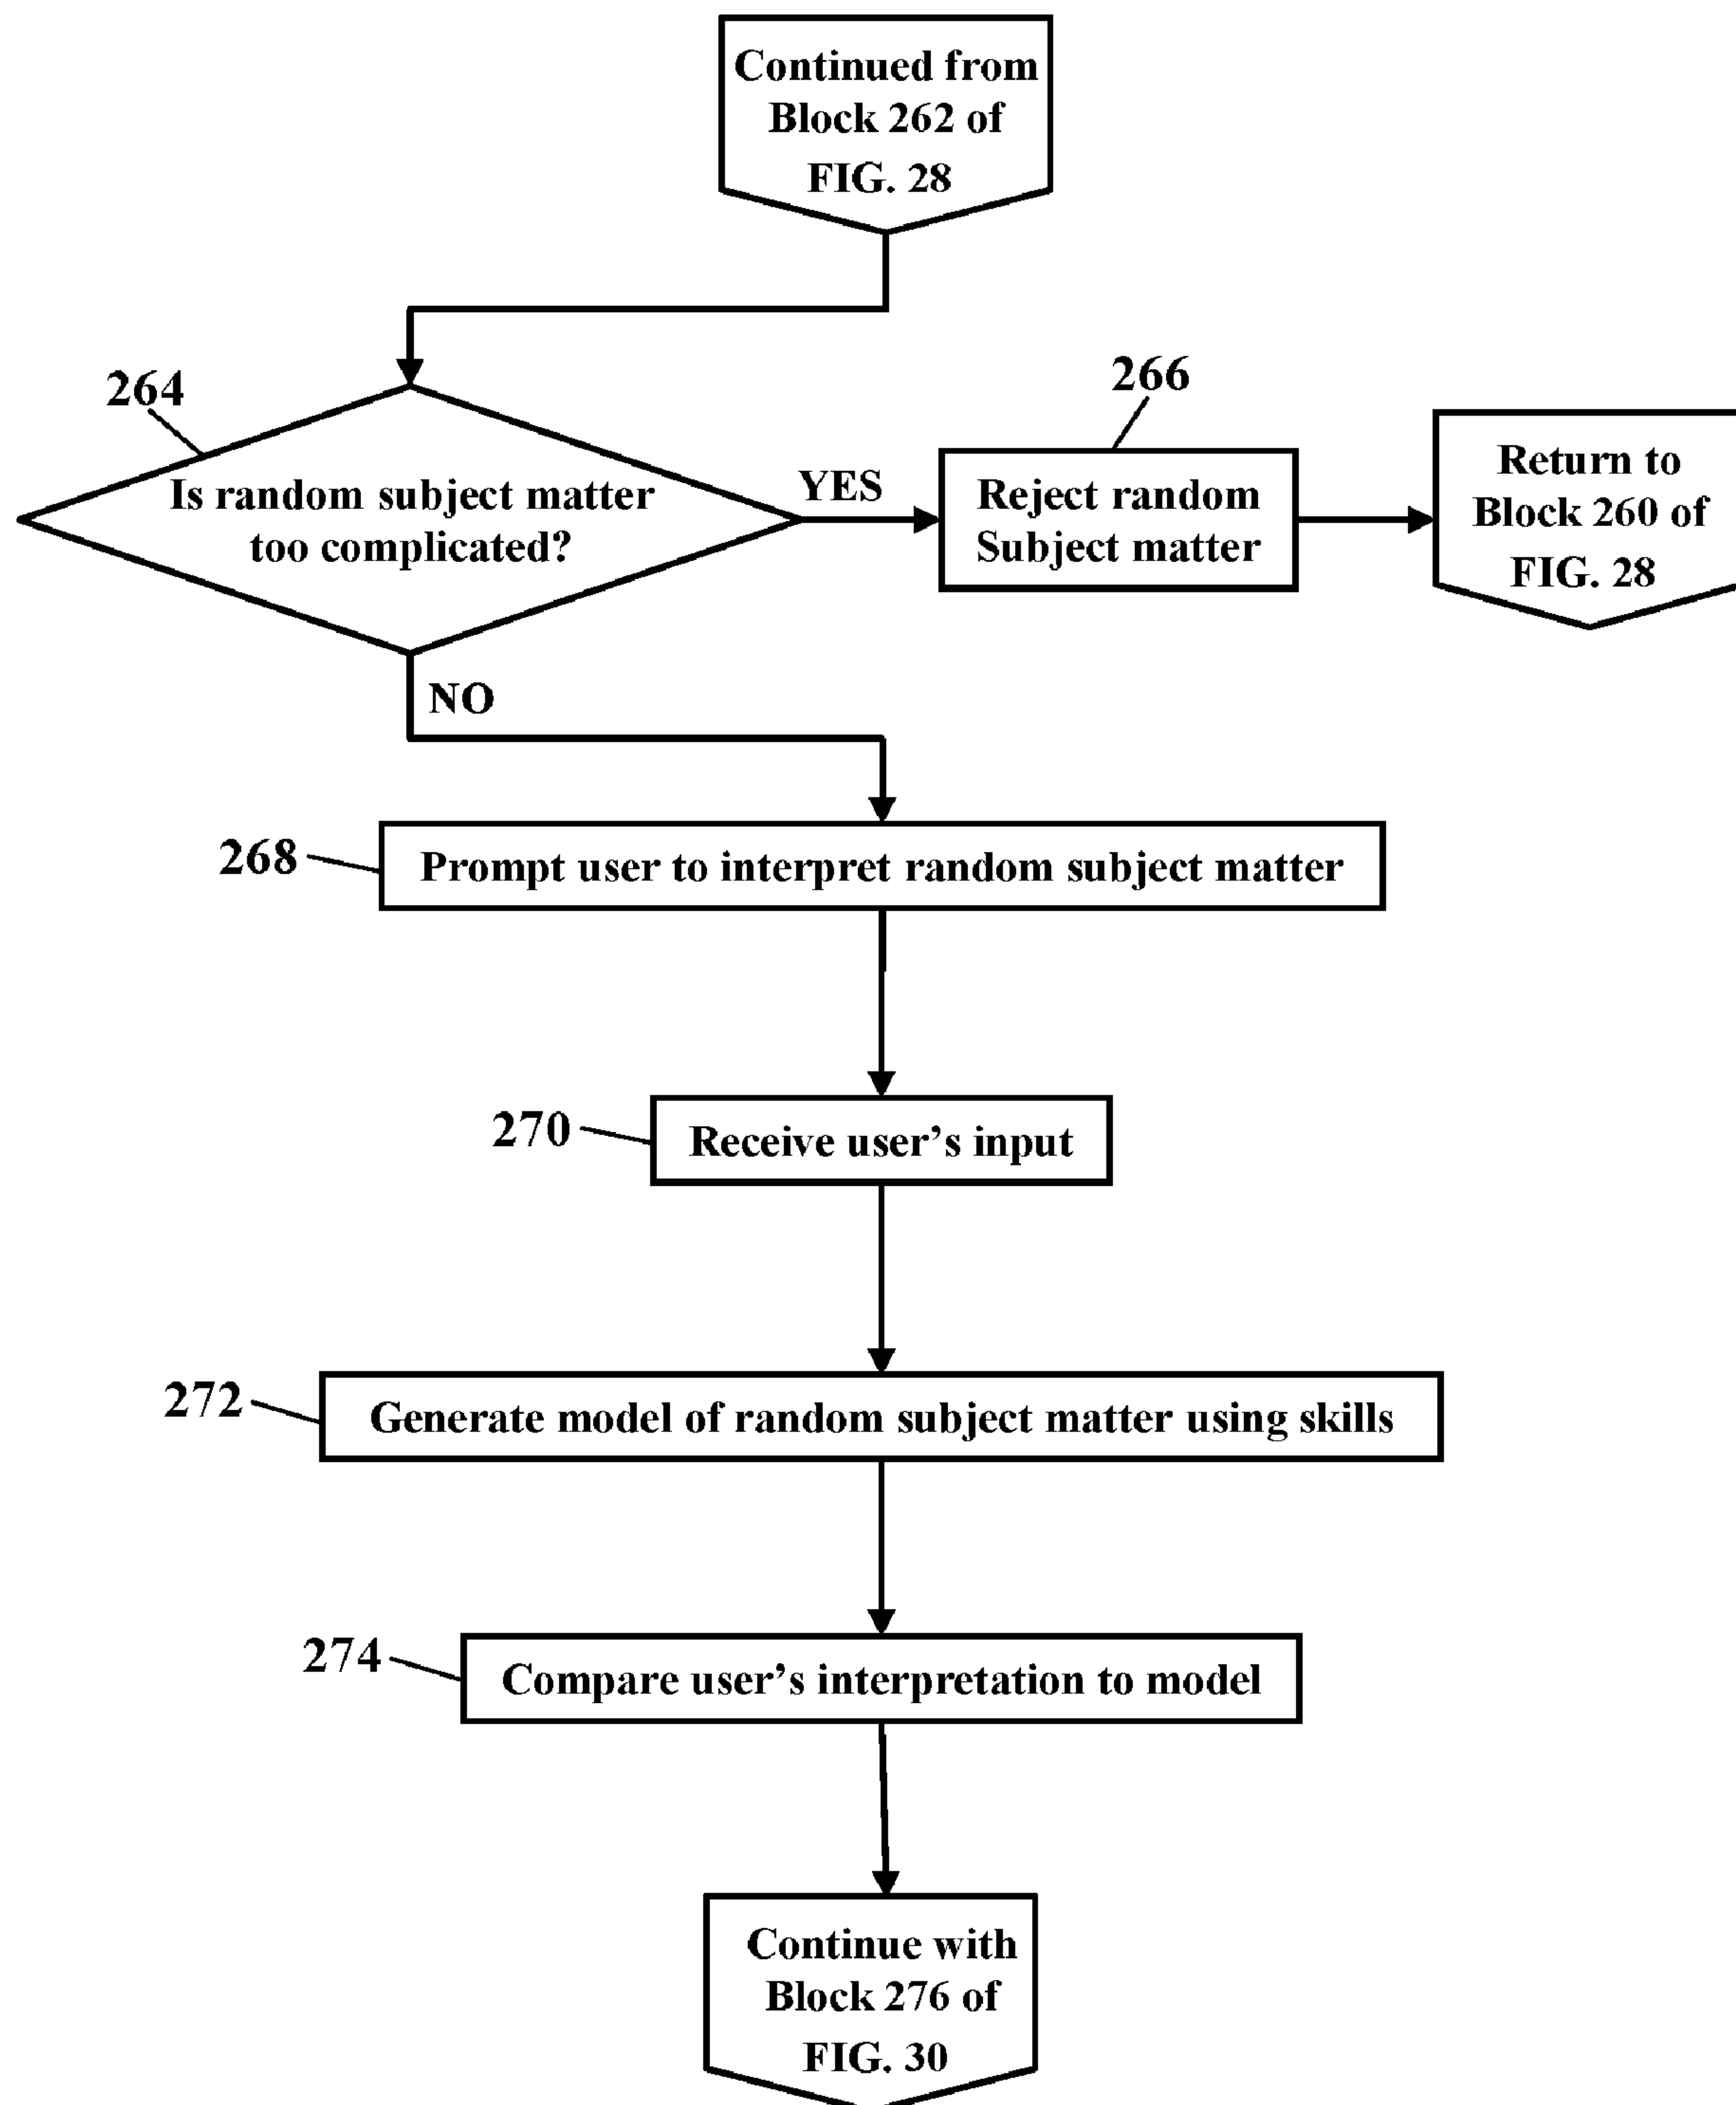 Continued from
Block 262 of
FIG. 28
264
Is random subject matter
too complicated?
YES
266
Reject random
Subject matter
Return to
Block 260 of
FIG. 28
NO
268
Prompt user to interpret random subject matter
270
Receive user’s input
272
Generate model of random subject matter using skills
274
Compare user’s interpretation to model
Continue with
Block 276 of
FIG. 30